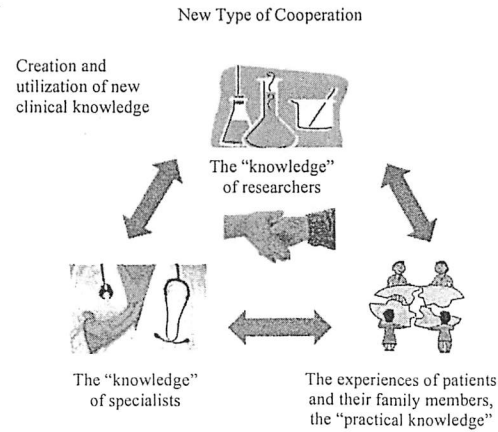 New Type of Cooperation
Creation and
utilization of new
clinical knowledge
The “knowledge”
of researchers
The “knowledge”
of specialists
The experiences of patients
and their family members,
the “practical knowledge”